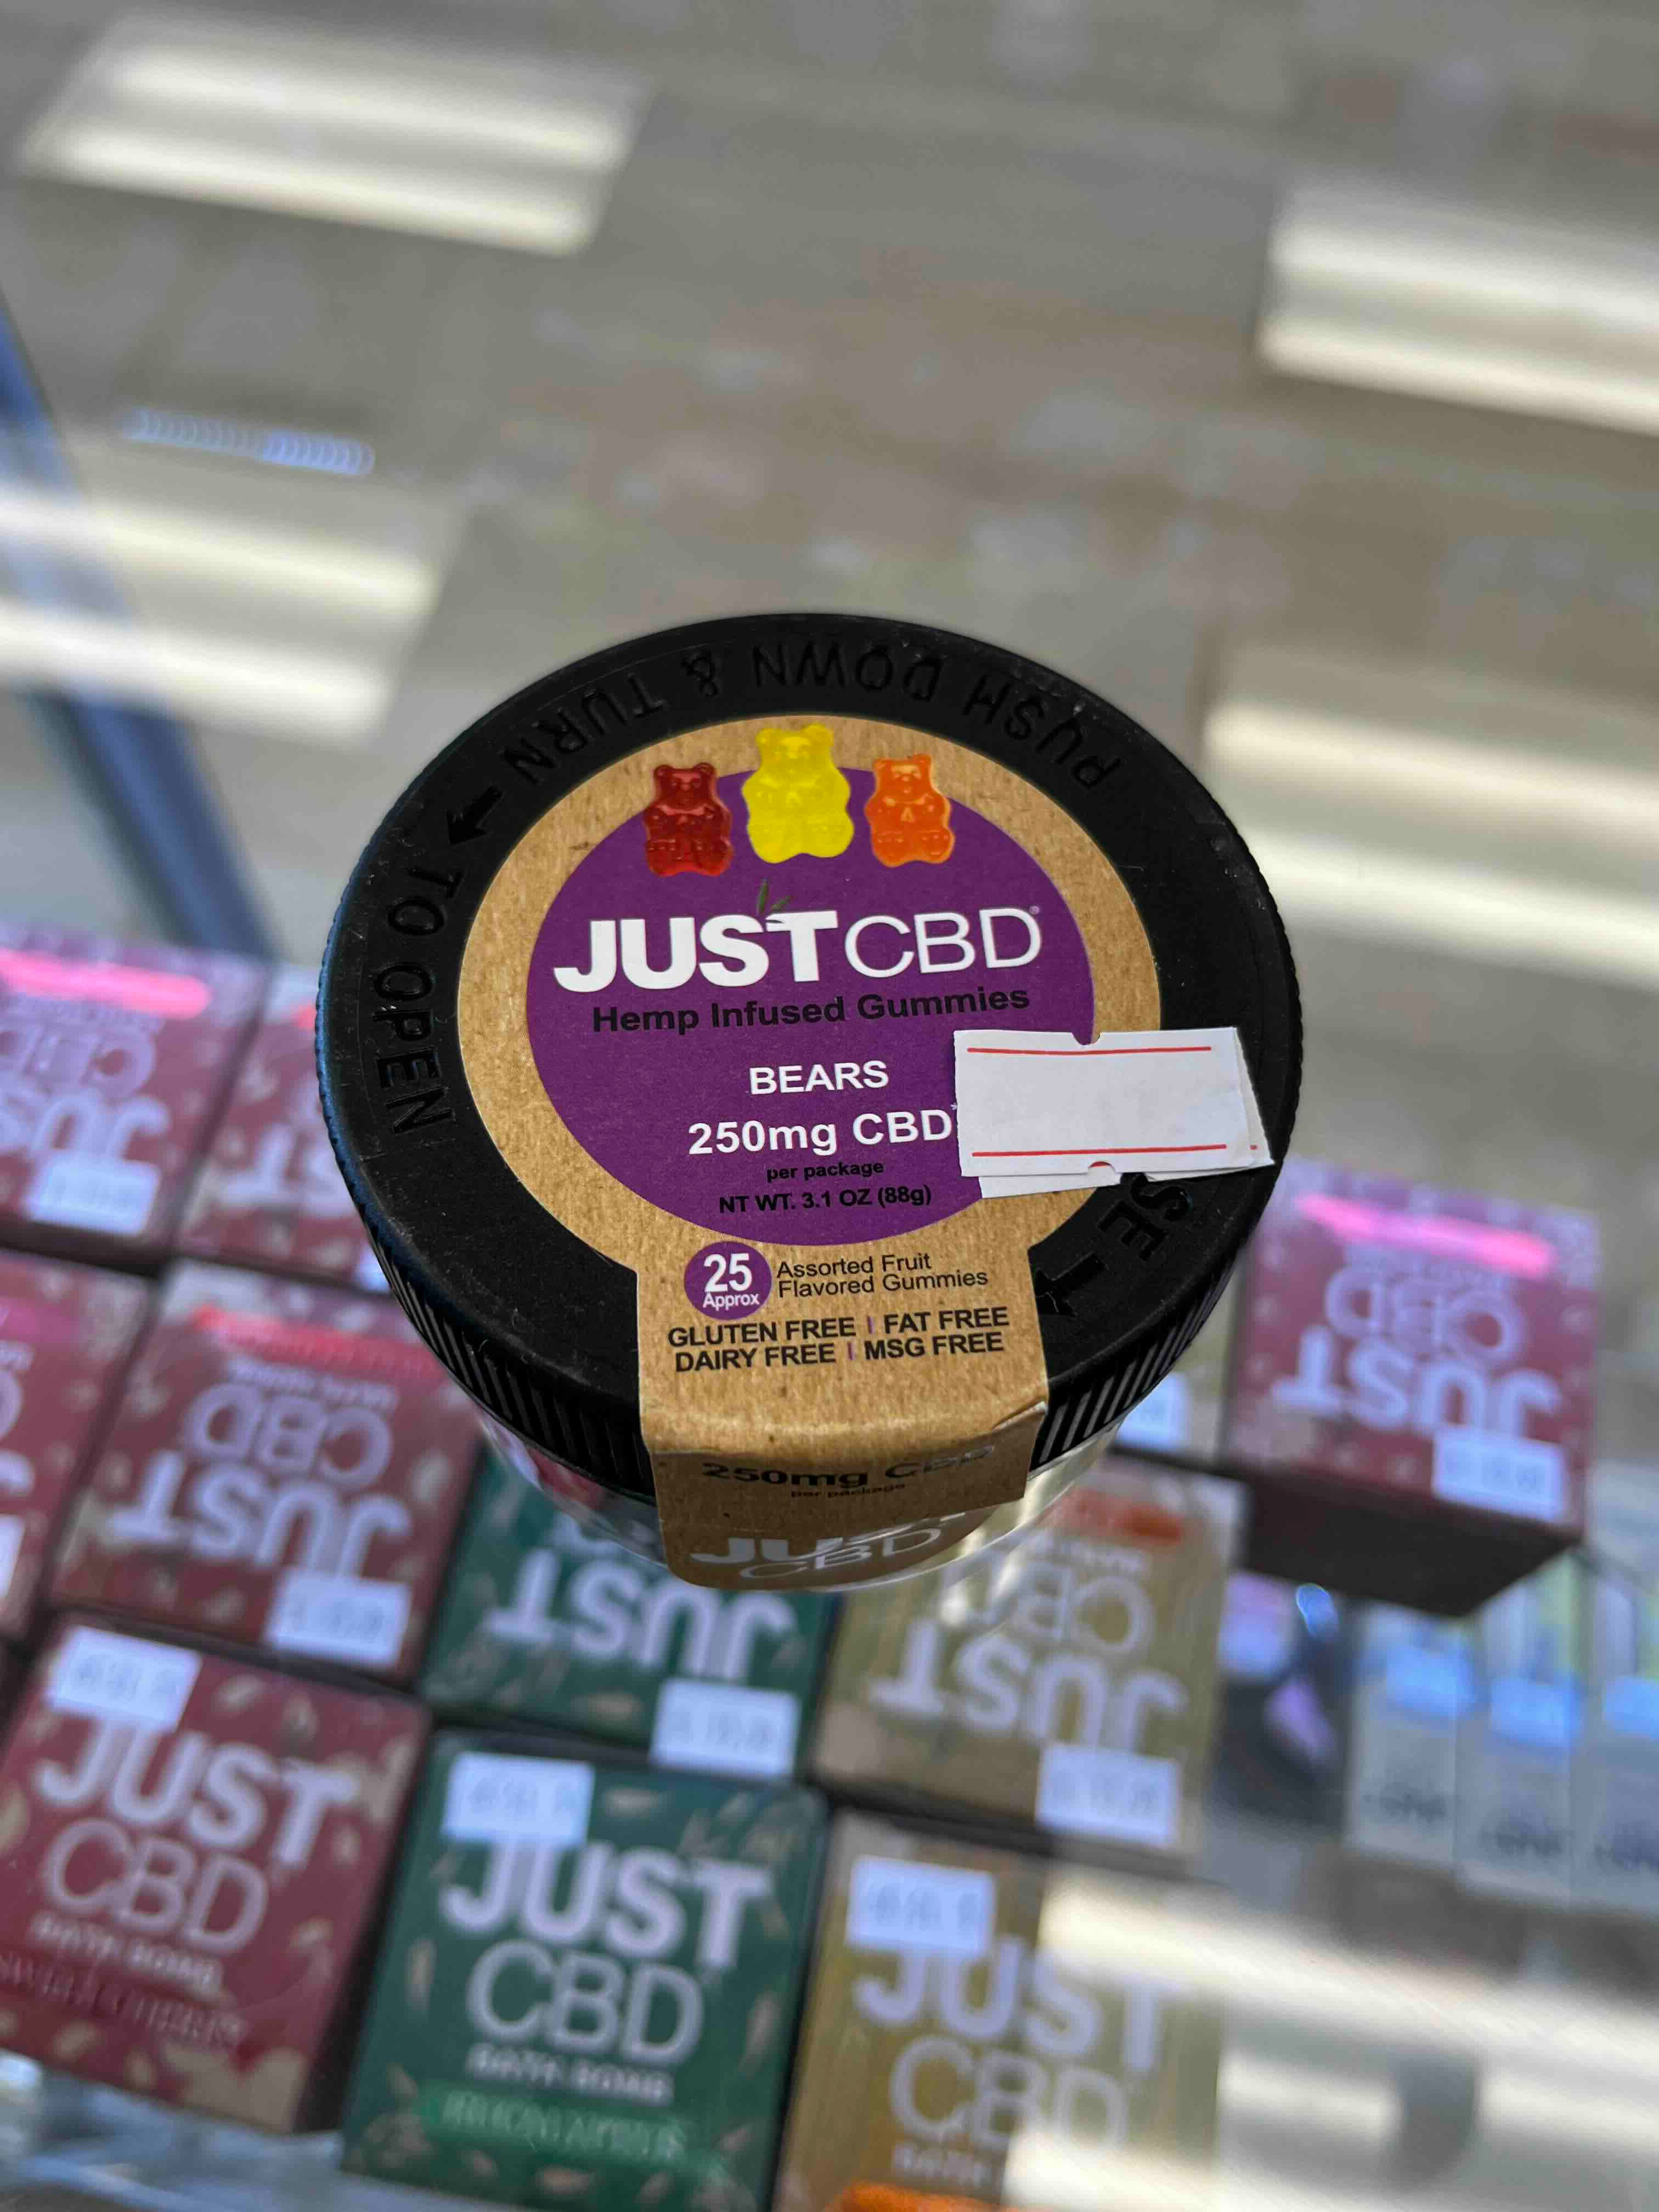 PUSH DOWN & TURN
TO OPEN
JUSTCBD®
Hemp Infused Gummies
BEARS
250mg CBD
per package
NT WT. 3.1 OZ (88g)
25
Approx
Assorted Fruit
Flavored Gummies
GLUTEN FREE | FAT FREE
DAIRY FREE | MSG FREE
250mg CBD
per package
JUST
CBD
CBD
JUST
JUST
CBD
JUST
JUST
CBD
JUST
CBD
JUST
JUST
CBD
BATH BOMB
JUST
CBD
BATH BOMB
JUST
CBD
BATH